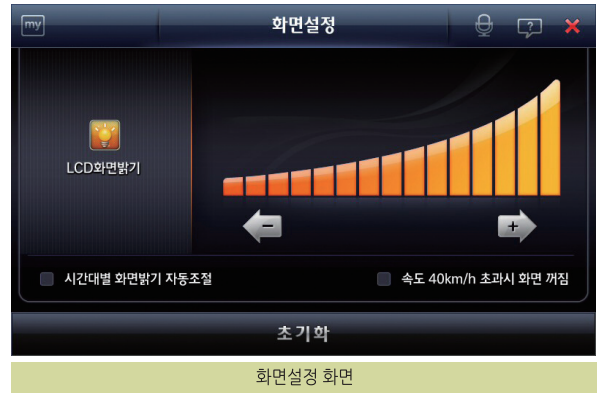 my
화면설정
?
LCD화면밝기
-
+
시간대별 화면밝기 자동조절
속도 40km/h 초과시 화면 꺼짐
초기화
화면설정 화면